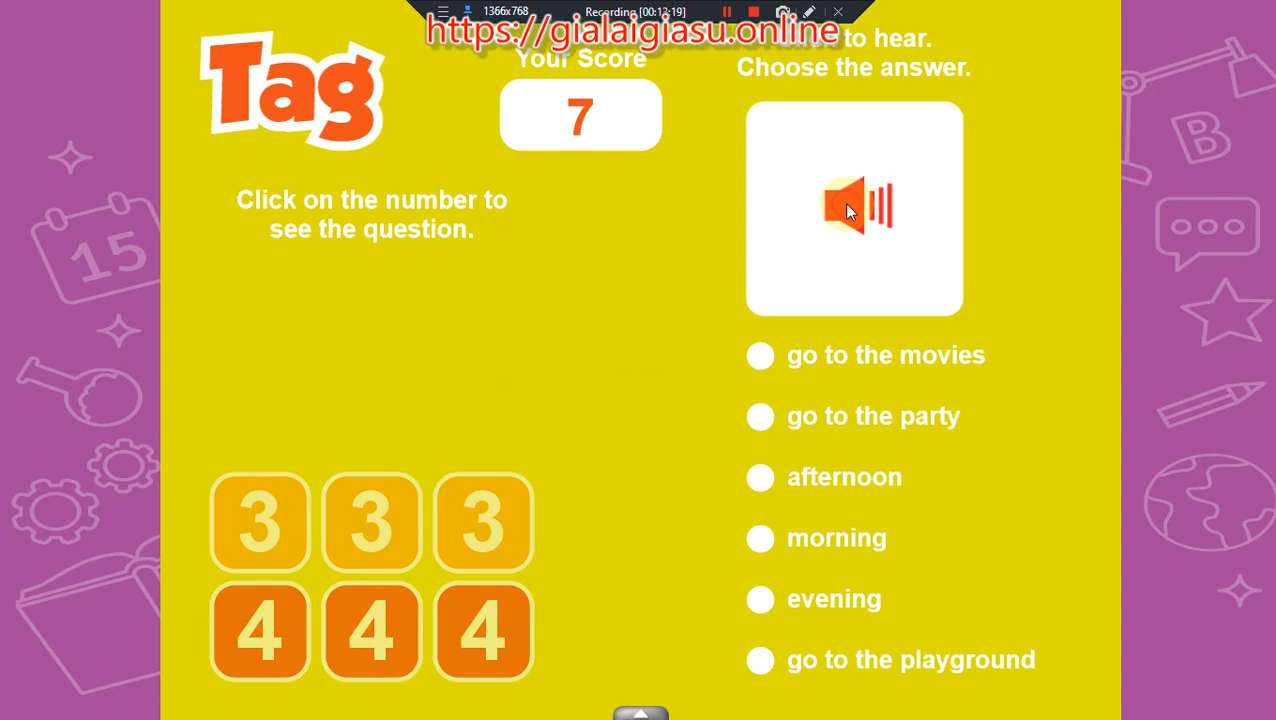 1366x768
Recording [00:13:19]
https://gialaigiasu.online
Tag
Your Score
7
to hear.
Choose the answer.
Click on the number to
see the question.
go to the movies
go to the party
afternoon
morning
evening
go to the playground
3 3 3
4 4 4
15
B